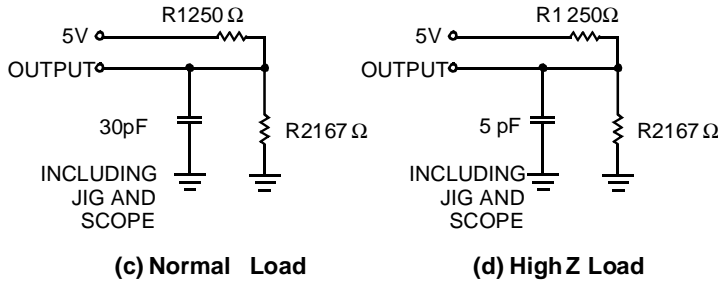 R1250 Ω
5V
OUTPUT
30pF
R2167 Ω
INCLUDING
JIG AND
SCOPE
(c) Normal Load
R1 250Ω
5V
OUTPUT
5 pF
R2167 Ω
INCLUDING
JIG AND
SCOPE
(d) High Z Load